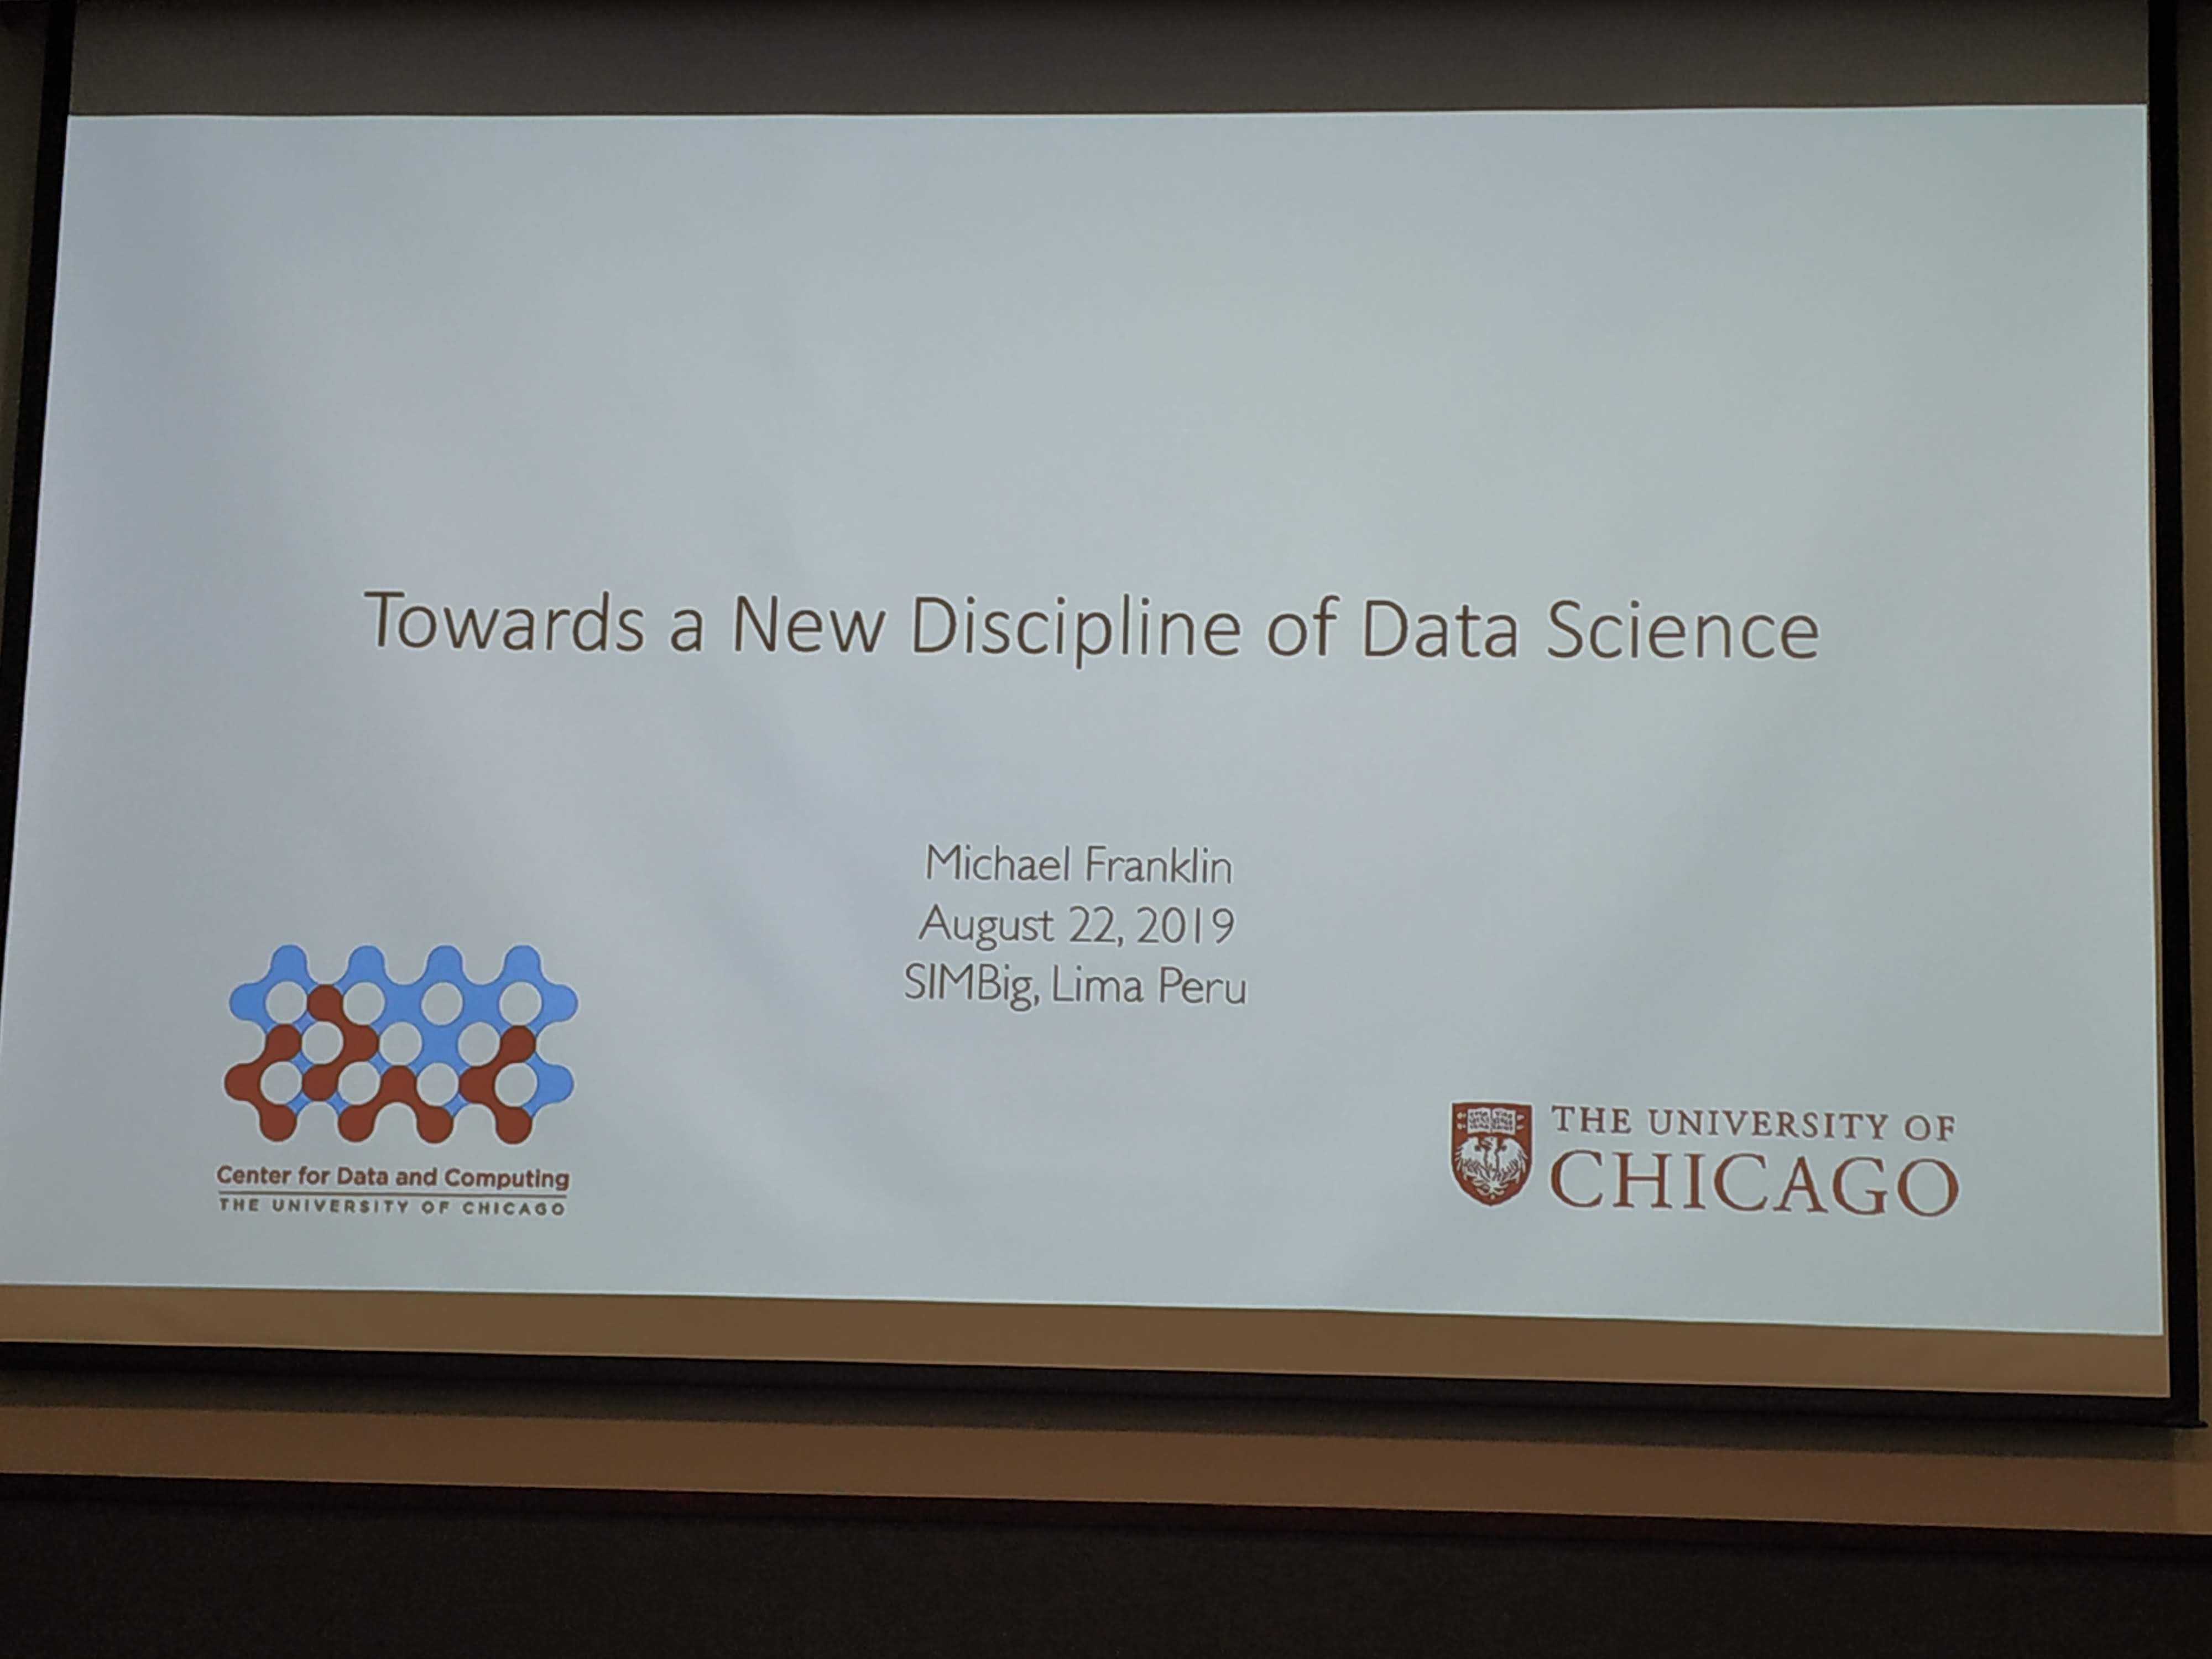 Towards a New Discipline of Data Science
Michael Franklin
August 22, 2019
SIMBig, Lima Peru
Center for Data and Computing
THE UNIVERSITY OF CHICAGO
THE UNIVERSITY OF
CHICAGO